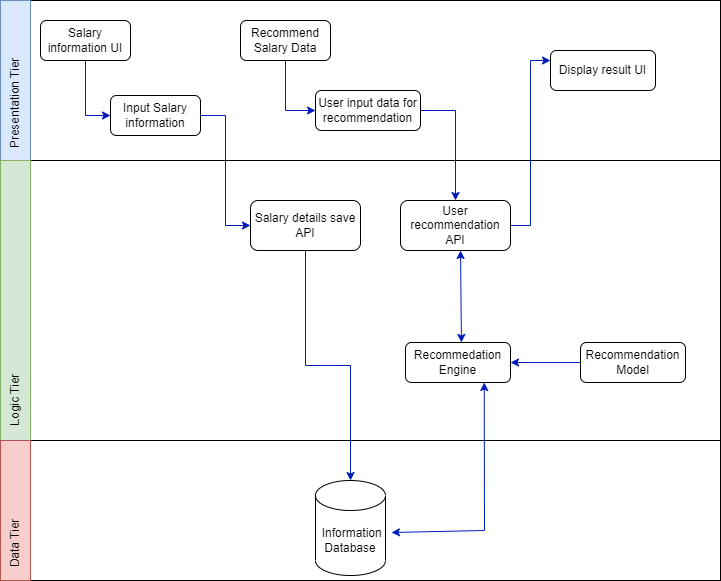 Presentation Tier
Salary
information UI
Recommend
Salary Data
Display result UI
Input Salary
information
User input data for
recommendation
Logic Tier
Salary details save
API
User
recommendation
API
Recommedation
Engine
Recommendation
Model
Data Tier
Information
Database